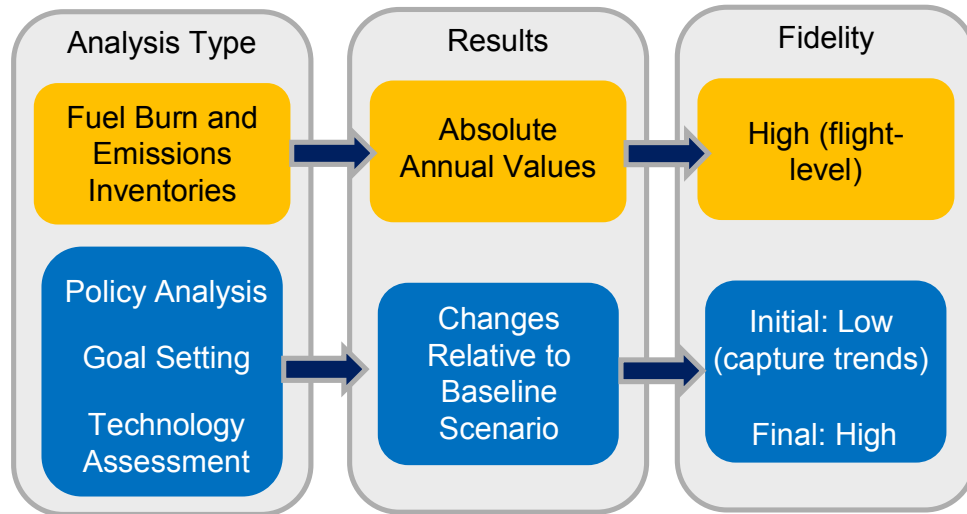 Analysis Type
Fuel Burn and
Emissions
Inventories
Policy Analysis
Goal Setting
Technology
Assessment
Results
Absolute
Annual Values
Changes
Relative to
Baseline
Scenario
Fidelity
High (flight-
level)
Initial: Low
(capture trends)
Final: High